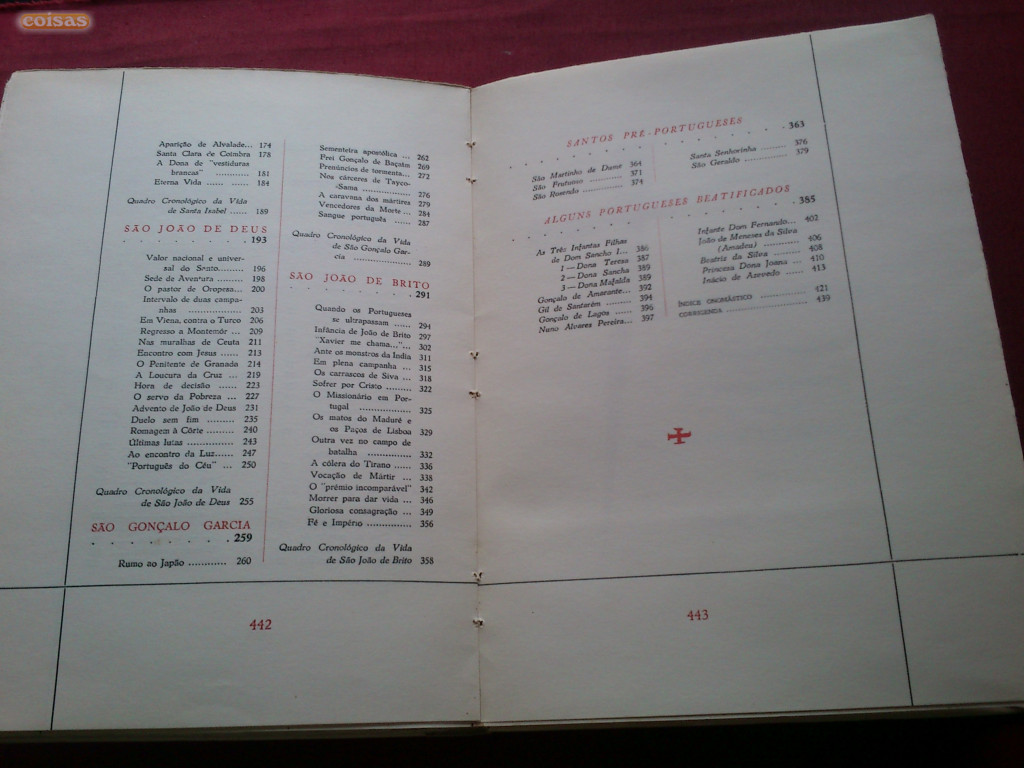 coisas
Aparição de Alvalade... 174
Santa Clara de Coimbra 178
A Dona de "vestiduras
brancas" ............ 181
Eterna Vida ...... ...... 184
Quadro Cronológico da Vida
de Santa Isabel ...... 189
SÃO JOÃO DE DEUS
. . . . . . . . 193
Valor nacional e univer-
sal do Santo......... 196
Sede de Aventura ...... 198
O pastor de Oropesa... 200
Intervalo de duas campa-
nhas ............... 203
Em Viena, contra o Turco 206
Regresso a Montemôr ... 209
Nas muralhas de Ceuta 211
Encontro com Jesus ...... 213
O Penitente de Granada 214
A Loucura da Cruz ... 219
Hora de decisão ...... 223
O servo da Pobreza ... 227
Advento de João de Deus 231
Duelo sem fim ......... 235
Romagem à Côrte ......... 240
Últimas lutas ............... 243
Ao encontro da Luz...... 247
"Português do Céu" ... 250
Quadro Cronológico da Vida
de São João de Deus 255
SÃO GONÇALO GARCIA
. . . . . . . . 259
Rumo ao Japão ............ 260
Sementeira apostólica ... 262
Frei Gonçalo de Baçaim 269
Prenúncios de tormenta... 272
Nos cárceres de Tayco-
-Sama .................. 276
A caravana dos mártires 279
Vencedores da Morte ... 284
Sangue português ...... 287
Quadro Cronológico da Vida
de São Gonçalo Gar-
cia .................. 289
SÃO JOÃO DE BRITO
. . . . . . . . 291
Quando os Portugueses
se ultrapassam ...... 294
Infância de João de Brito 297
"Xavier me chama..."... 302
Ante os monstros da Índia 311
Em plena campanha ... 315
Os carrascos de Siva ... 318
Sofrer por Cristo ......... 322
O Missionário em Por-
tugal .................. 325
Os matos do Maduré e
os Paços de Lisboa 329
Outra vez no campo de
batalha ............... 332
A cólera do Tirano ...... 336
Vocação de Mártir ... 338
O "prémio incomparável" 342
Morrer para dar vida ... 346
Gloriosa consagração ... 349
Fé e Império ............... 356
Quadro Cronológico da Vida
de São João de Brito 358
442
SANTOS PRÉ-PORTUGUESES
. . . . . . . . 363
São Martinho de Dume 364
São Frutuoso ............ 371
São Rosendo ............ 374
Santa Senhorinha ......... 376
São Geraldo ............... 379
ALGUNS PORTUGUESES BEATIFICADOS
. . . . . . . . 385
As Três Infantas Filhas
de Dom Sancho I... 386
1 — Dona Teresa 387
2 — Dona Sancha 389
3 — Dona Mafalda 389
Gonçalo de Amarante... 392
Gil de Santarém ......... 394
Gonçalo de Lagos ...... 396
Nuno Alvares Pereira... 397
Infante Dom Fernando... 402
João de Meneses da Silva
(Amadeu) ............ 406
Beatriz da Silva ......... 408
Princesa Dona Joana ... 410
Inácio de Azevedo ...... 413
ÍNDICE ONOMÁSTICO ............ 421
CORRIGENDA ..................... 439
443